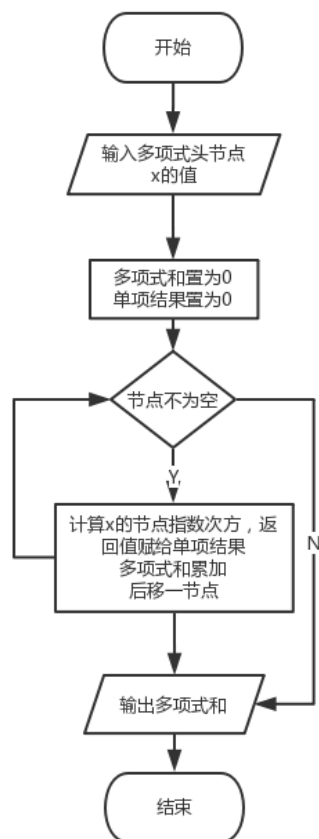 开始
输入多项式头节点
x的值
多项式和置为0
单项结果置为0
节点不为空
Y
计算x的节点指数次方，返
回值赋给单项结果
多项式和累加
后移一节点
N
输出多项式和
结束